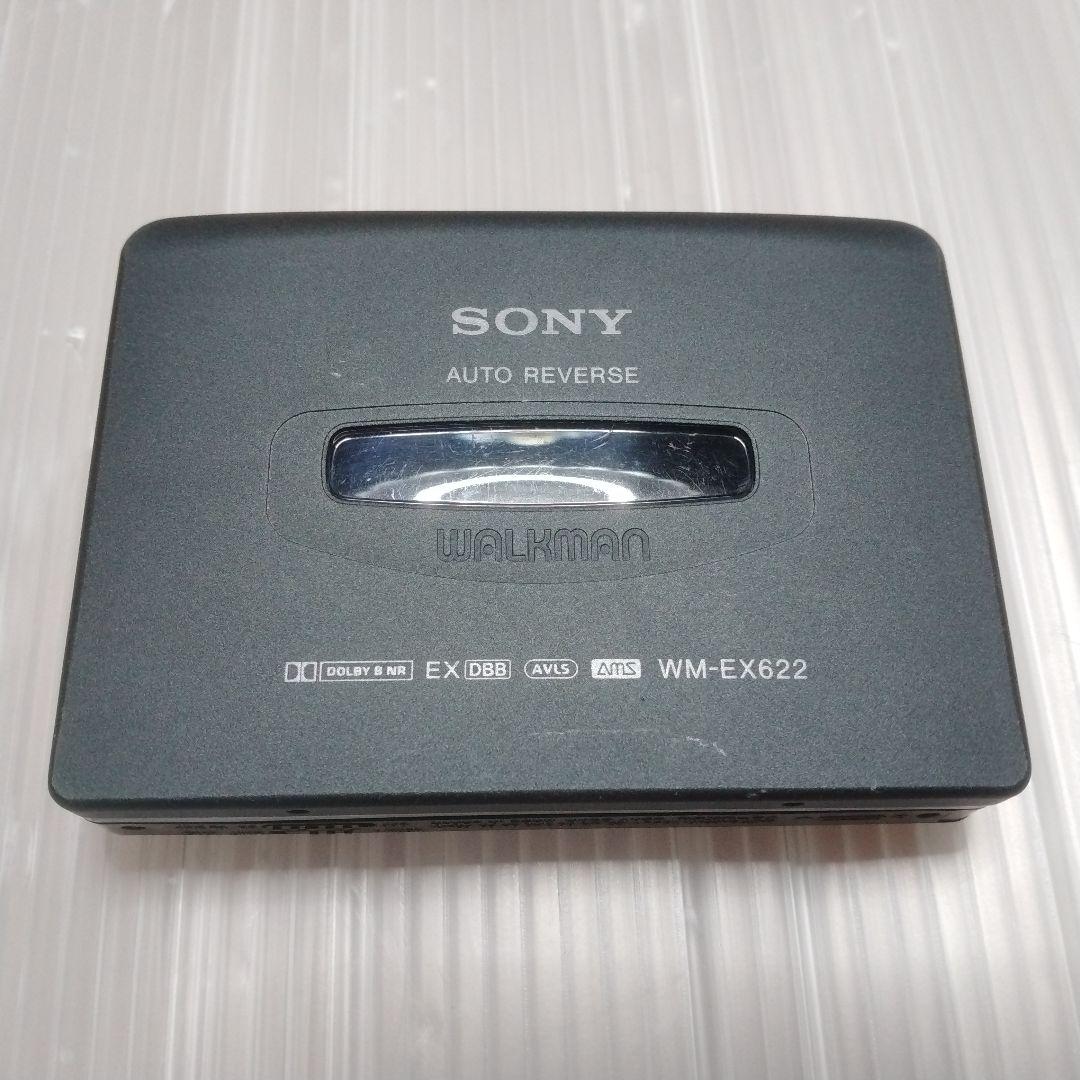 SONY
AUTO REVERSE
WALKMAN
DOLBY B NR EX DBB AVLS AMS WM-EX622